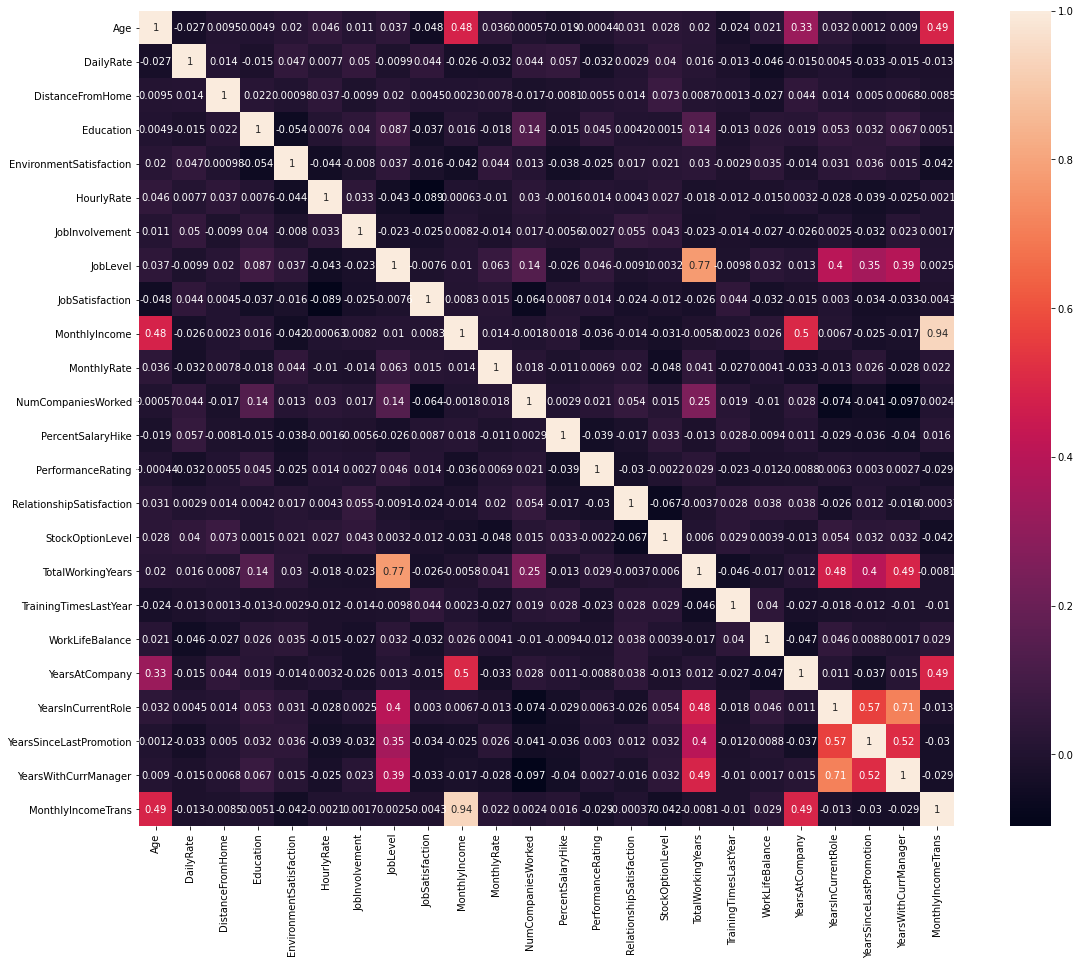 1.0
Age 1 -0.027 0.0095 0.0049 0.02 0.046 0.011 0.037 -0.048 0.48 0.036 0.00057 -0.019 -0.00044 0.031 0.028 0.02 -0.024 0.021 0.33 0.032 0.0012 0.009 0.49
DailyRate -0.027 1 0.014 -0.015 0.047 0.0077 0.05 -0.0099 0.044 -0.026 -0.032 0.044 0.057 -0.032 0.0029 0.04 0.016 -0.013 -0.046 -0.015 0.0045 -0.033 -0.015 -0.013
DistanceFromHome 0.0095 0.014 1 0.022 0.00098 0.037 -0.0099 0.02 0.0045 0.0023 0.0078 -0.017 -0.0081 0.0055 0.014 0.073 0.0087 0.0013 -0.027 0.044 0.014 0.005 0.0068 -0.0085
Education 0.0049 -0.015 0.022 1 -0.054 0.0076 0.04 0.087 -0.037 0.016 -0.018 0.14 -0.015 0.045 0.0042 0.0015 0.14 -0.013 0.026 0.019 0.053 0.032 0.067 0.0051
0.8
EnvironmentSatisfaction 0.02 0.047 0.00098 -0.054 1 -0.044 -0.008 0.037 -0.016 -0.042 0.044 0.013 -0.038 -0.025 0.017 0.021 0.03 -0.0029 0.035 -0.014 0.031 0.036 0.015 -0.042
HourlyRate 0.046 0.0077 0.037 0.0076 -0.044 1 0.033 -0.043 -0.089 0.00063 -0.01 0.03 -0.0016 0.014 0.0043 0.027 -0.018 -0.012 -0.015 0.0032 -0.028 -0.039 -0.025 -0.0021
JobInvolvement 0.011 0.05 -0.0099 0.04 -0.008 0.033 1 -0.023 -0.025 0.0082 -0.014 0.017 -0.0056 0.0027 0.055 0.043 -0.023 -0.014 -0.027 -0.026 0.0025 -0.032 0.023 0.0017
JobLevel 0.037 -0.0099 0.02 0.087 0.037 -0.043 -0.023 1 -0.0076 0.01 0.063 0.14 -0.026 0.046 -0.0091 0.0032 0.77 -0.0098 0.032 0.013 0.4 0.35 0.39 0.0025
JobSatisfaction -0.048 0.044 0.0045 -0.037 -0.016 -0.089 -0.025 -0.0076 1 0.0083 0.015 -0.064 0.0087 0.014 -0.024 -0.012 -0.026 0.044 -0.032 -0.015 0.003 -0.034 -0.033 -0.0043
0.6
MonthlyIncome 0.48 -0.026 0.0023 0.016 -0.042 0.00063 0.0082 0.01 0.0083 1 0.014 -0.0018 0.018 -0.036 -0.014 -0.031 -0.0058 0.0023 0.026 0.5 0.0067 -0.025 -0.017 0.94
MonthlyRate 0.036 -0.032 0.0078 -0.018 0.044 -0.01 -0.014 0.063 0.015 0.014 1 0.018 -0.011 0.0069 0.02 -0.048 0.041 -0.027 0.0041 -0.033 -0.013 0.026 -0.028 0.022
NumCompaniesWorked 0.00057 0.044 -0.017 0.14 0.013 0.03 0.017 0.14 -0.064 -0.0018 0.018 1 0.0029 0.021 0.054 0.015 0.25 0.019 -0.01 0.028 -0.074 -0.041 -0.097 0.0024
PercentSalaryHike -0.019 0.057 -0.0081 -0.015 -0.038 -0.0016 -0.0056 -0.026 0.0087 0.018 -0.011 0.0029 1 -0.039 -0.017 0.033 -0.013 0.028 -0.0094 0.011 -0.029 -0.036 -0.04 0.016
0.4
PerformanceRating -0.00044 -0.032 0.0055 0.045 -0.025 0.014 0.0027 0.046 0.014 -0.036 0.0069 0.021 -0.039 1 -0.03 -0.0022 0.029 -0.023 -0.012 -0.0088 0.0063 0.003 0.0027 -0.029
RelationshipSatisfaction 0.031 0.0029 0.014 0.0042 0.017 0.0043 0.055 -0.0091 -0.024 -0.014 0.02 0.054 -0.017 -0.03 1 -0.067 -0.0037 0.028 0.038 0.038 -0.026 0.012 -0.016 -0.00037
StockOptionLevel 0.028 0.04 0.073 0.0015 0.021 0.027 0.043 0.0032 -0.012 -0.031 -0.048 0.015 0.033 -0.0022 -0.067 1 0.006 0.029 0.0039 -0.013 0.054 0.032 0.032 -0.042
TotalWorkingYears 0.02 0.016 0.0087 0.14 0.03 -0.018 -0.023 0.77 -0.026 -0.0058 0.041 0.25 -0.013 0.029 -0.0037 0.006 1 -0.046 -0.017 0.012 0.48 0.4 0.49 -0.0081
TrainingTimesLastYear -0.024 -0.013 0.0013 -0.013 -0.0029 -0.012 -0.014 -0.0098 0.044 0.0023 -0.027 0.019 0.028 -0.023 0.028 0.029 -0.046 1 0.04 -0.027 -0.018 -0.012 -0.01 -0.01
0.2
WorkLifeBalance 0.021 -0.046 -0.027 0.026 0.035 -0.015 -0.027 0.032 -0.032 0.026 0.0041 -0.01 -0.0094 -0.012 0.038 0.0039 -0.017 0.04 1 -0.047 0.046 0.0088 0.0017 0.029
YearsAtCompany 0.33 -0.015 0.044 0.019 -0.014 0.0032 -0.026 0.013 -0.015 0.5 -0.033 0.028 0.011 -0.0088 0.038 -0.013 0.012 -0.027 -0.047 1 0.011 -0.037 0.015 0.49
YearsInCurrentRole 0.032 0.0045 0.014 0.053 0.031 -0.028 0.0025 0.4 0.003 0.0067 -0.013 -0.074 -0.029 0.0063 -0.026 0.054 0.48 -0.018 0.046 0.011 1 0.57 0.71 -0.013
YearsSinceLastPromotion 0.0012 -0.033 0.005 0.032 0.036 -0.039 -0.032 0.35 -0.034 -0.025 0.026 -0.041 -0.036 0.003 0.012 0.032 0.4 -0.012 0.0088 -0.037 0.57 1 0.52 -0.03
0.0
YearsWithCurrManager 0.009 -0.015 0.0068 0.067 0.015 -0.025 0.023 0.39 -0.033 -0.017 -0.028 -0.097 -0.04 0.0027 -0.016 0.032 0.49 -0.01 0.0017 0.015 0.71 0.52 1 -0.029
MonthlyIncomeTrans 0.49 -0.013 -0.0085 0.0051 -0.042 -0.0021 0.0017 0.0025 -0.0043 0.94 0.022 0.0024 0.016 -0.029 -0.00037 -0.042 -0.0081 -0.01 0.029 0.49 -0.013 -0.03 -0.029 1
Age
DailyRate
DistanceFromHome
Education
EnvironmentSatisfaction
HourlyRate
JobInvolvement
JobLevel
JobSatisfaction
MonthlyIncome
MonthlyRate
NumCompaniesWorked
PercentSalaryHike
PerformanceRating
RelationshipSatisfaction
StockOptionLevel
TotalWorkingYears
TrainingTimesLastYear
WorkLifeBalance
YearsAtCompany
YearsInCurrentRole
YearsSinceLastPromotion
YearsWithCurrManager
MonthlyIncomeTrans